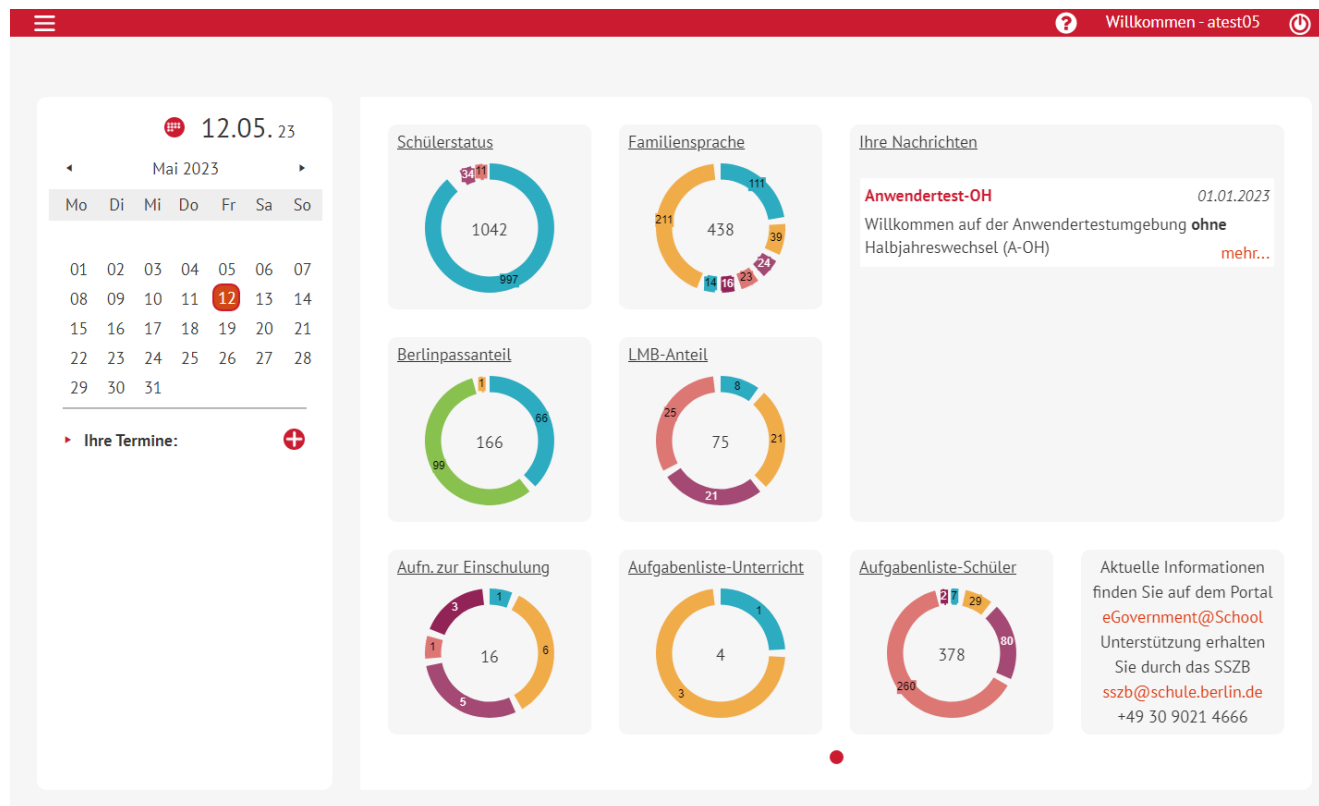 Willkommen - atest05
12.05. 23
Mai 2023
Mo Di Mi Do Fr Sa So
01 02 03 04 05 06 07
08 09 10 11 12 13 14
15 16 17 18 19 20 21
22 23 24 25 26 27 28
29 30 31
Ihre Termine:
Schülerstatus
34
11
1042
997
Familiensprache
111
211
438
39
24
23
16
14
Ihre Nachrichten
Anwendertest-OH 01.01.2023
Willkommen auf der Anwendertestumgebung ohne
Halbjahreswechsel (A-OH)
mehr...
Berlinpassanteil
1
66
166
99
LMB-Anteil
8
25
75
21
21
Aufn. zur Einschulung
1
3
1
16
6
5
Aufgabenliste-Unterricht
1
4
3
Aufgabenliste-Schüler
2
7
29
80
378
260
Aktuelle Informationen
finden Sie auf dem Portal
eGovernment@School
Unterstützung erhalten
Sie durch das SSZB
sszb@schule.berlin.de
+49 30 9021 4666